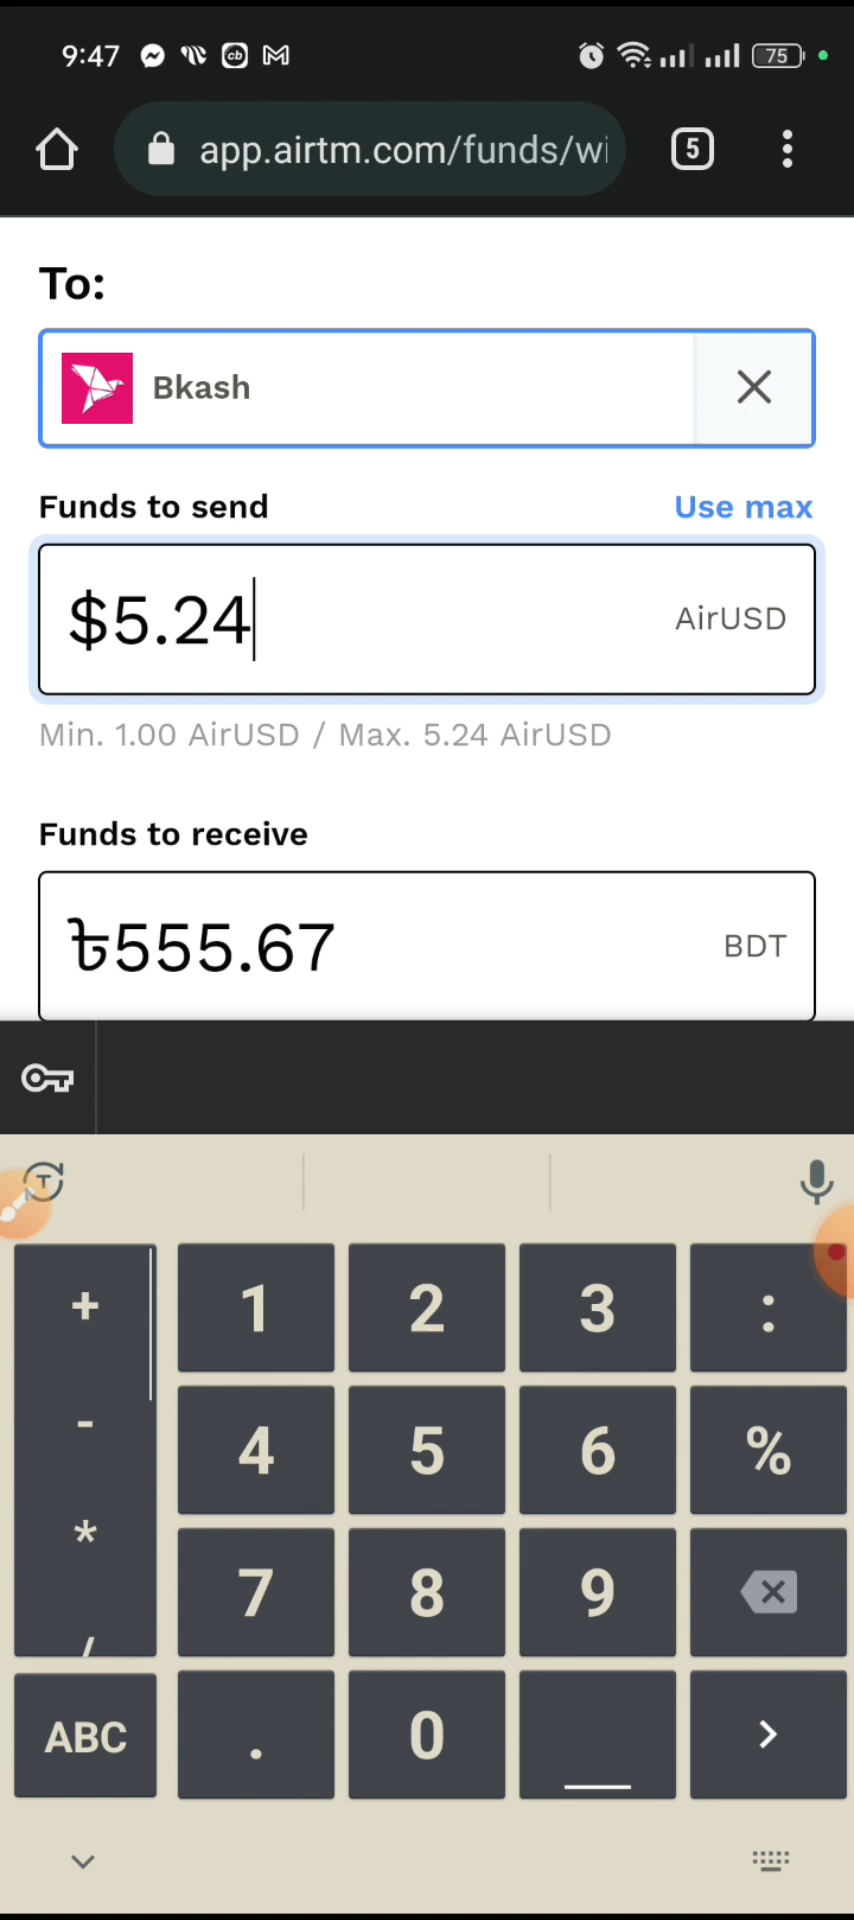 9:47
cb
75
app.airtm.com/funds/wi
5
To:
Bkash
Funds to send
Use max
$5.24
AirUSD
Min. 1.00 AirUSD / Max. 5.24 AirUSD
Funds to receive
৳555.67
BDT
T
+ 1 2 3 :
- 4 5 6 %
* 7 8 9
/
ABC . 0 >